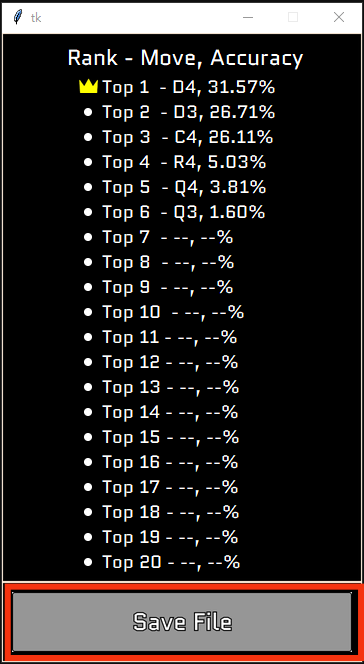 tk
Rank - Move, Accuracy
Top 1 - D4, 31.57%
Top 2 - D3, 26.71%
Top 3 - C4, 26.11%
Top 4 - R4, 5.03%
Top 5 - Q4, 3.81%
Top 6 - Q3, 1.60%
Top 7 - --, --%
Top 8 - --, --%
Top 9 - --, --%
Top 10 - --, --%
Top 11 - --, --%
Top 12 - --, --%
Top 13 - --, --%
Top 14 - --, --%
Top 15 - --, --%
Top 16 - --, --%
Top 17 - --, --%
Top 18 - --, --%
Top 19 - --, --%
Top 20 - --, --%
Save File